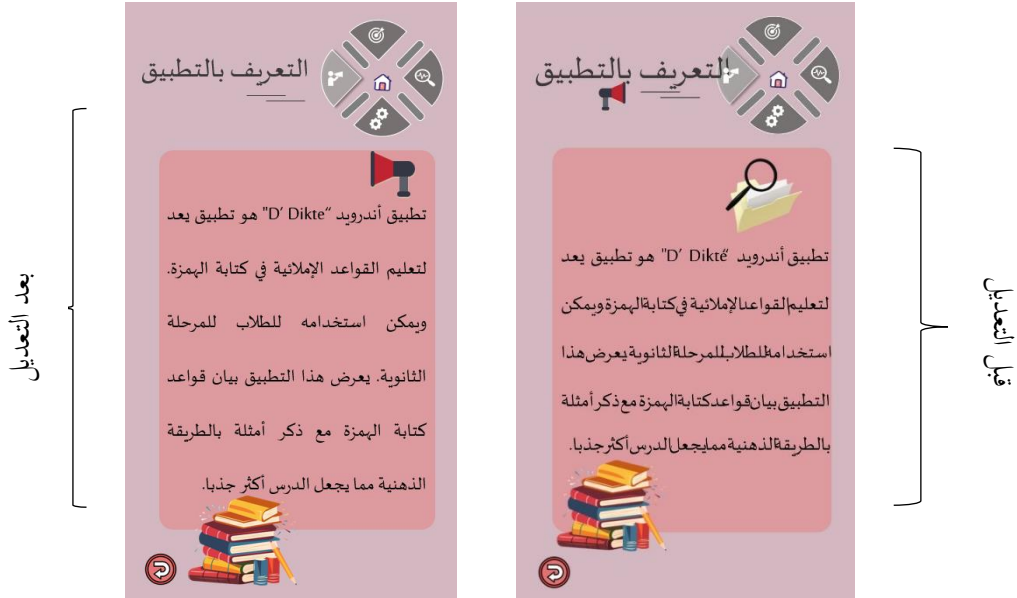 قبل التعديل
التعريف بالتطبيق
تطبيق أندرويد “D’ Dikte" هو تطبيق يعد
لتعليم القواعد الإملائية في كتابة الهمزة ويمكن
استخدامه للطلاب للمرحلة الثانوية يعرض هذا
التطبيق بيان قواعد كتابة الهمزة مع ذكر أمثلة
بالطريقة الذهنية مما يجعل الدرس أكثر جذبا.
بعد التعديل
التعريف بالتطبيق
تطبيق أندرويد “D’ Dikte" هو تطبيق يعد
لتعليم القواعد الإملائية في كتابة الهمزة.
ويمكن استخدامه للطلاب للمرحلة
الثانوية. يعرض هذا التطبيق بيان قواعد
كتابة الهمزة مع ذكر أمثلة بالطريقة
الذهنية مما يجعل الدرس أكثر جذبا.